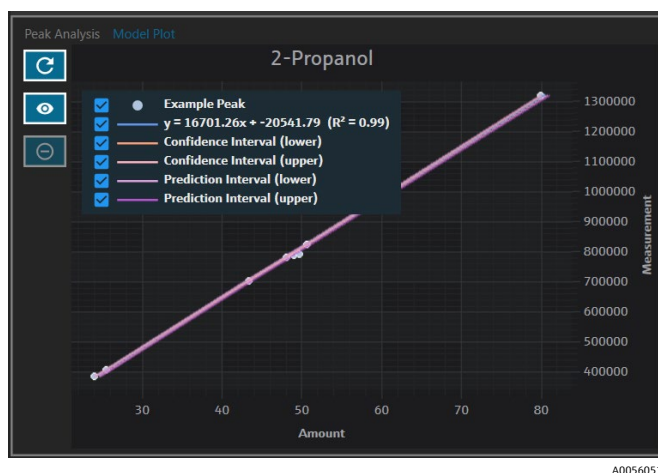 Peak Analysis Model Plot
2-Propanol
Example Peak
y = 16701.26x + -20541.79 (R² = 0.99)
Confidence Interval (lower)
Confidence Interval (upper)
Prediction Interval (lower)
Prediction Interval (upper)
1300000
1200000
1100000
1000000
900000
800000
700000
600000
500000
400000
Measurement
30 40 50 60 70 80
Amount